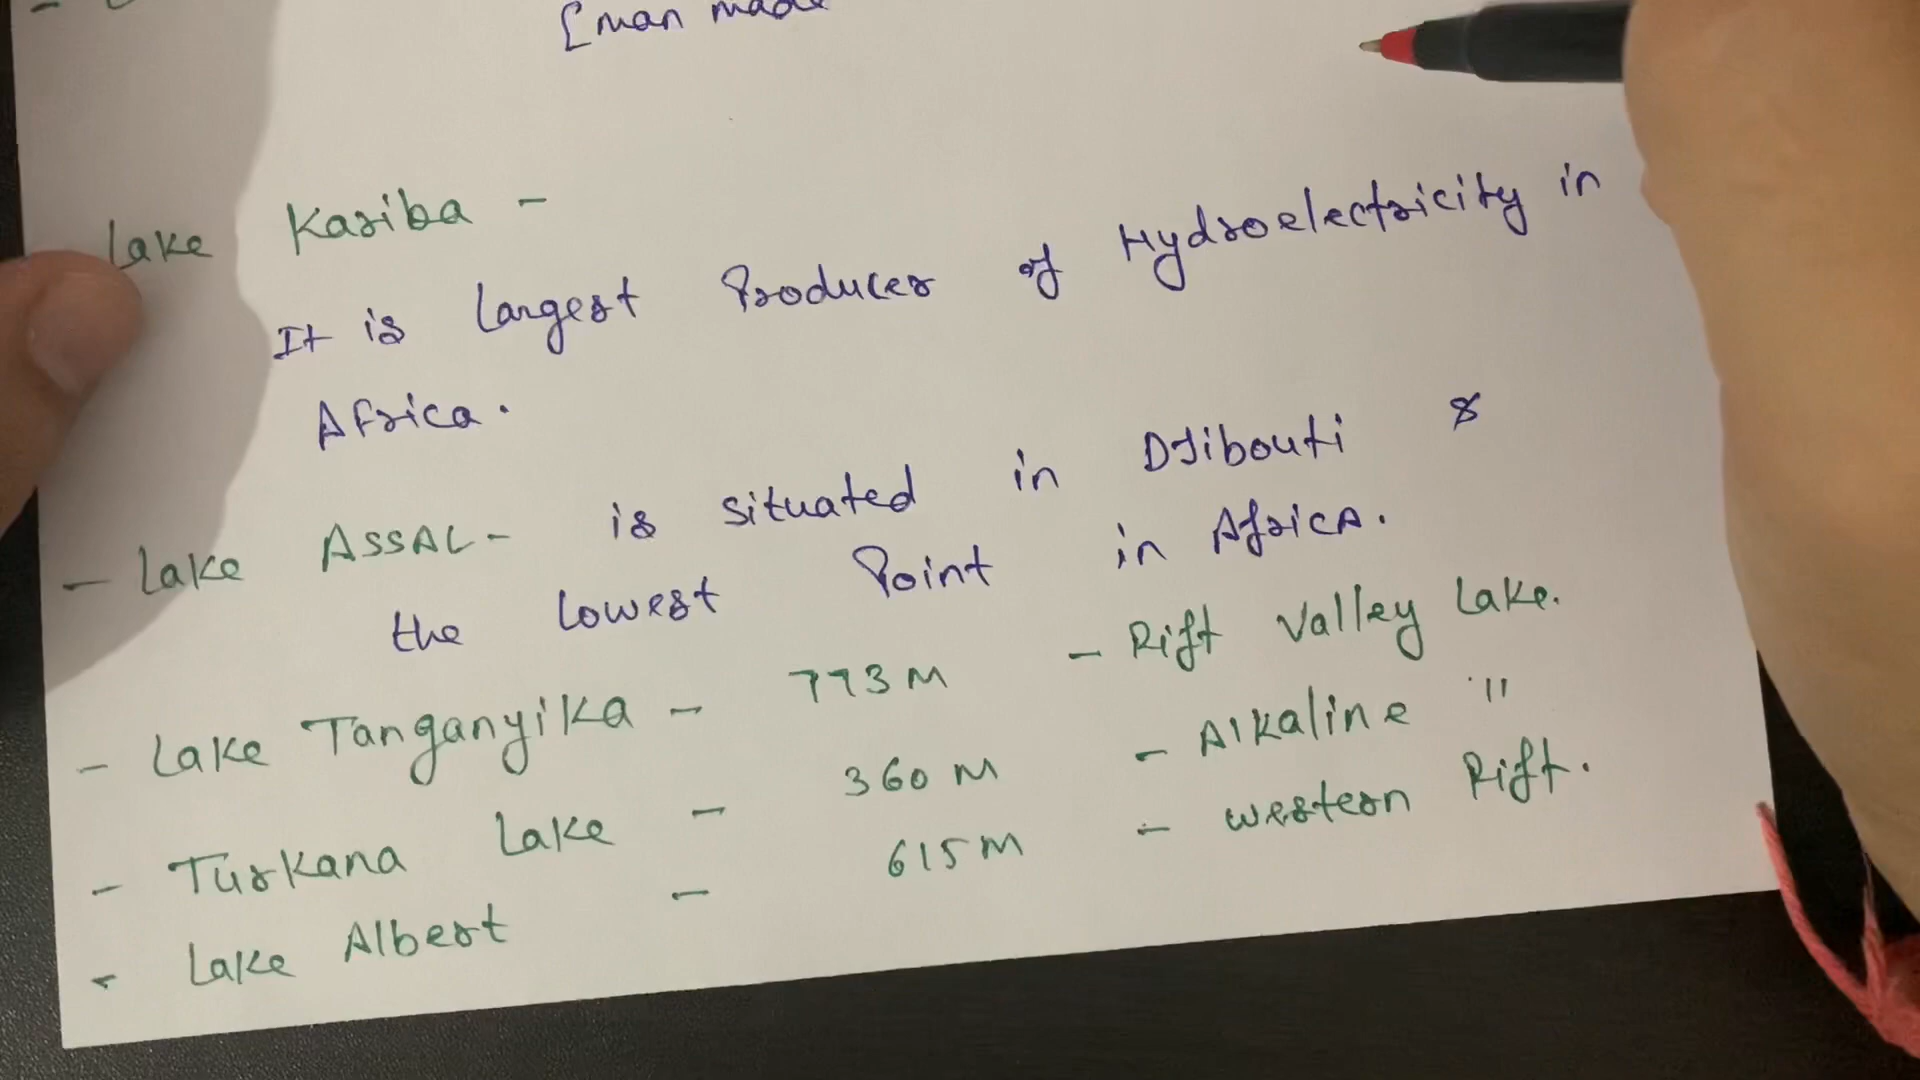 [man made
Lake Kariba -
It is Largest Producer of Hydroelectricity in
Africa.
- Lake ASSAL - is situated in DJibouti &
the lowest Point in Africa.
- Lake Tanganyika - 773 M - Rift Valley Lake.
- Turkana Lake - 360 M - Alkaline "
- Lake Albert - 615 M - western Rift.